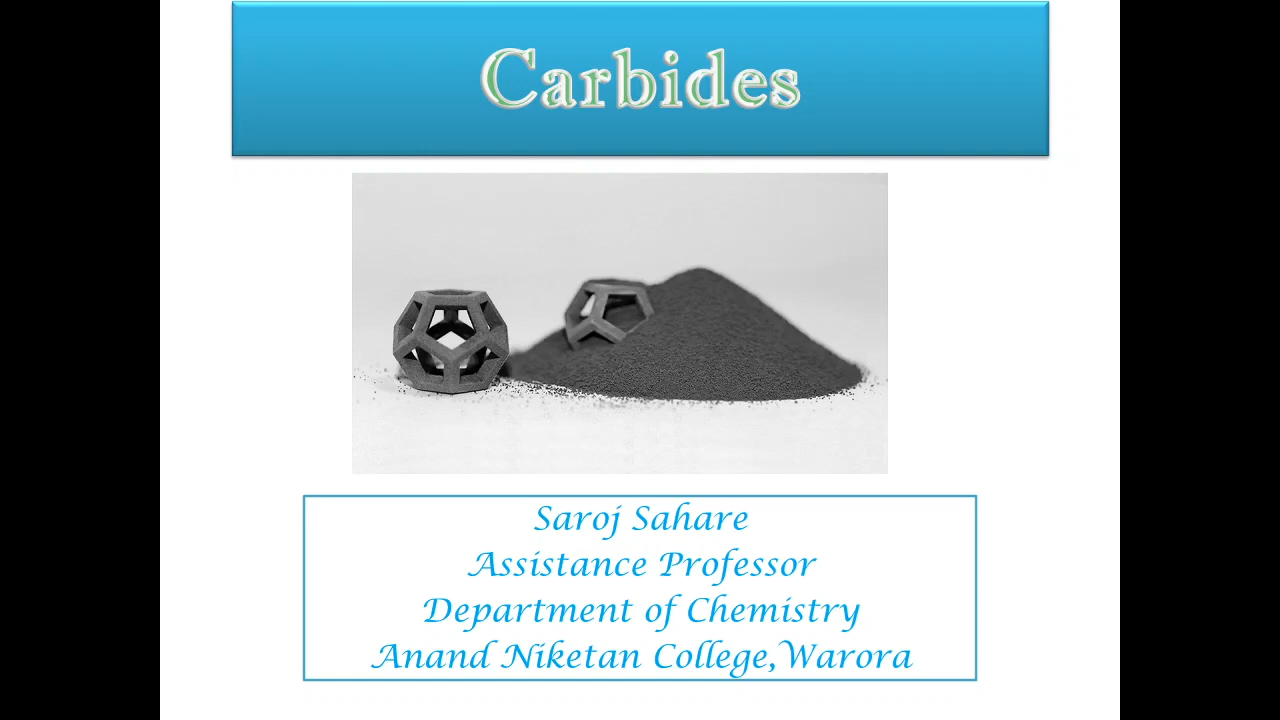 Carbides
Saroj Sahare
Assistance Professor
Department of Chemistry
Anand Niketan College,Warora